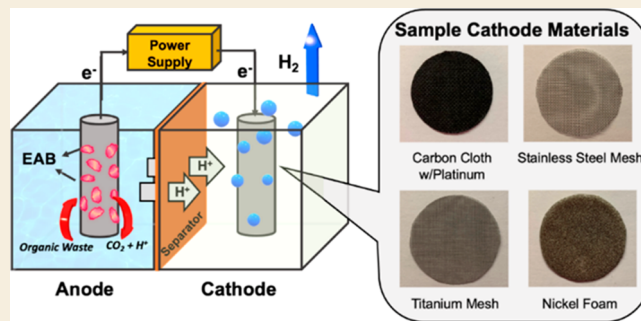 Power
Supply
e-
e-
H2
EAB
H+
H+
Separator
Organic Waste
CO2 + H+
Anode
Cathode
Sample Cathode Materials
Carbon Cloth
w/Platinum
Stainless Steel Mesh
Titanium Mesh
Nickel Foam